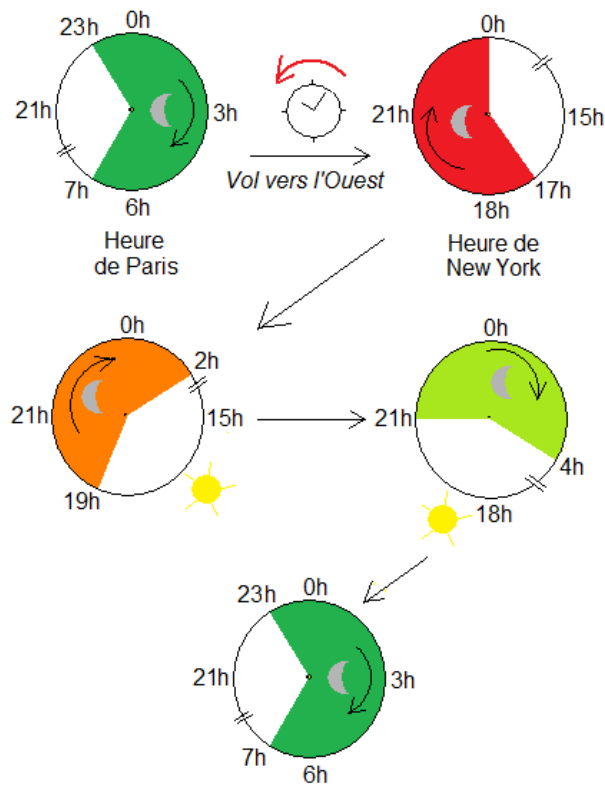 0h
23h
21h
3h
7h
6h
Heure
de Paris
Vol vers l'Ouest
0h
21h
15h
17h
18h
Heure de
New York
0h
2h
21h
15h
19h
0h
21h
4h
18h
0h
23h
21h
3h
7h
6h